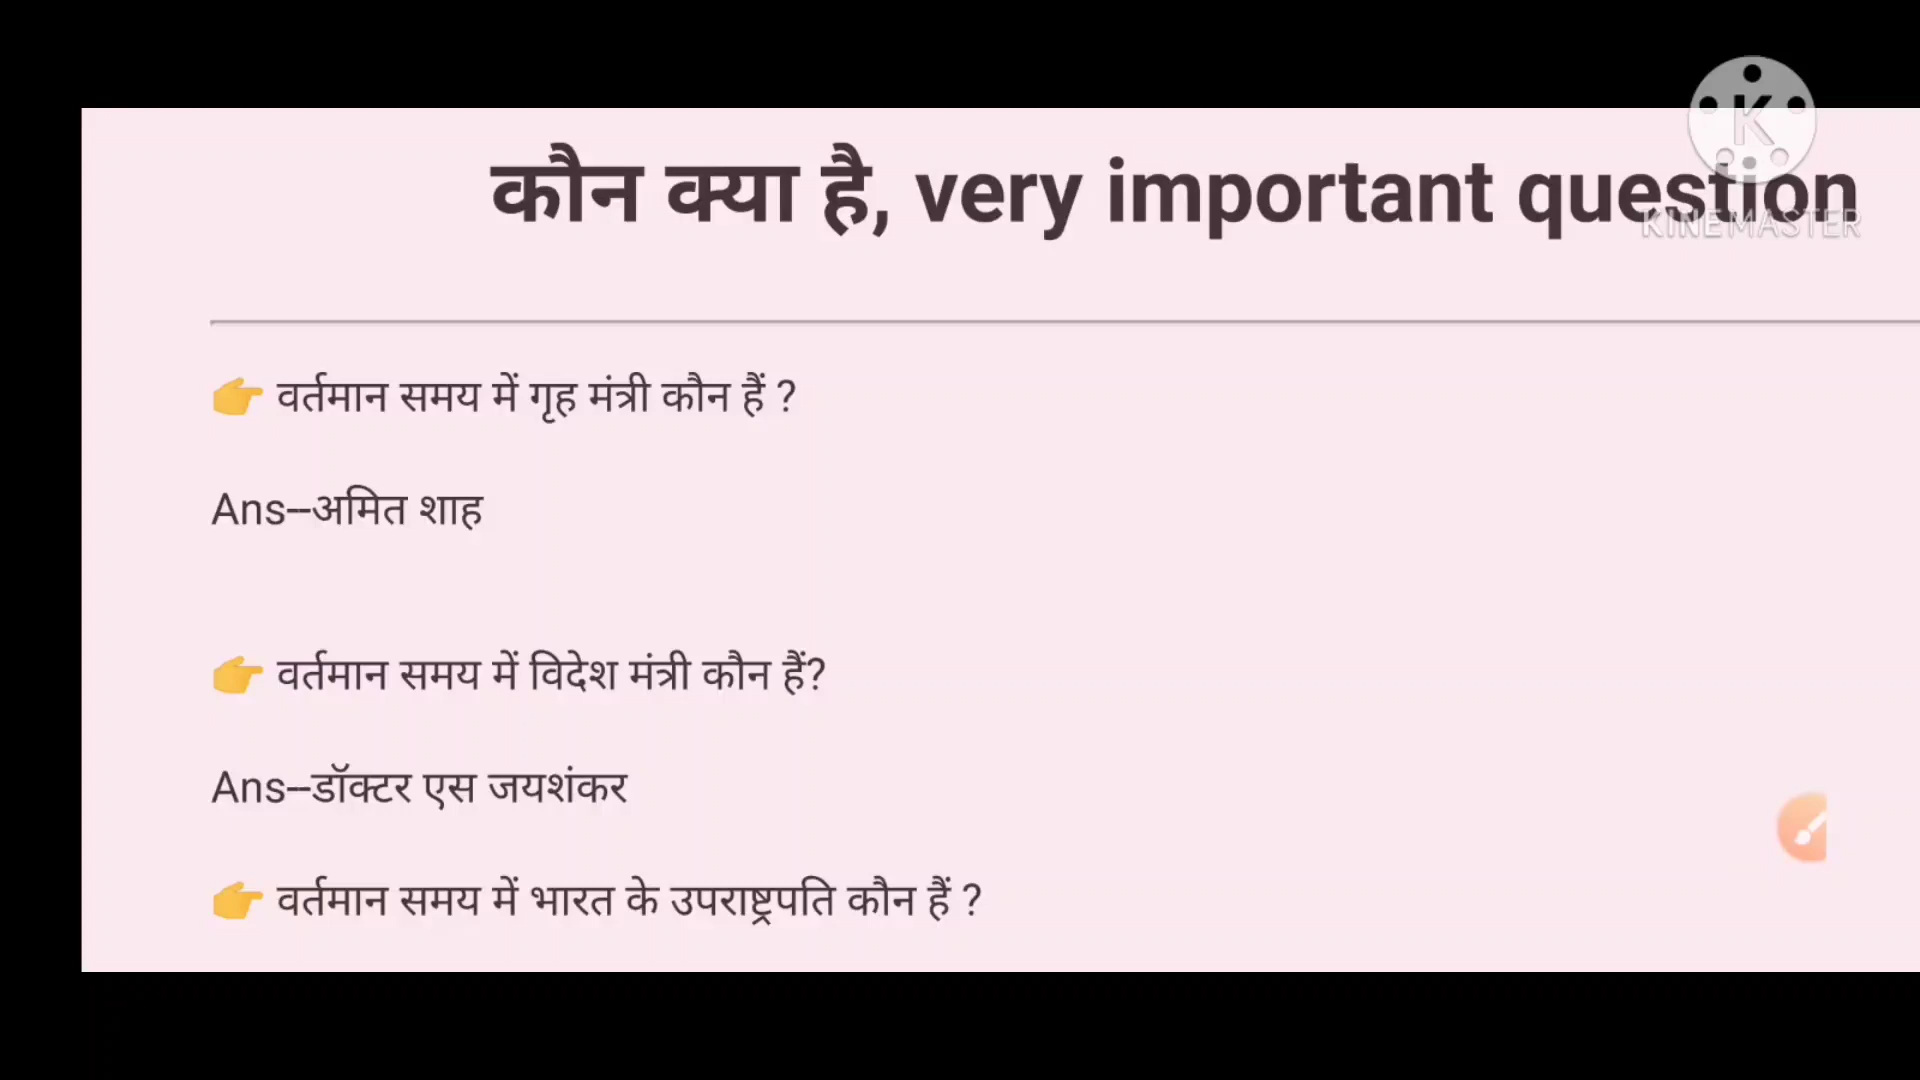 कौन क्या है, very important question
KINEMASTER
👉 वर्तमान समय में गृह मंत्री कौन हैं ?
Ans--अमित शाह
👉 वर्तमान समय में विदेश मंत्री कौन हैं?
Ans--डॉक्टर एस जयशंकर
👉 वर्तमान समय में भारत के उपराष्ट्रपति कौन हैं ?